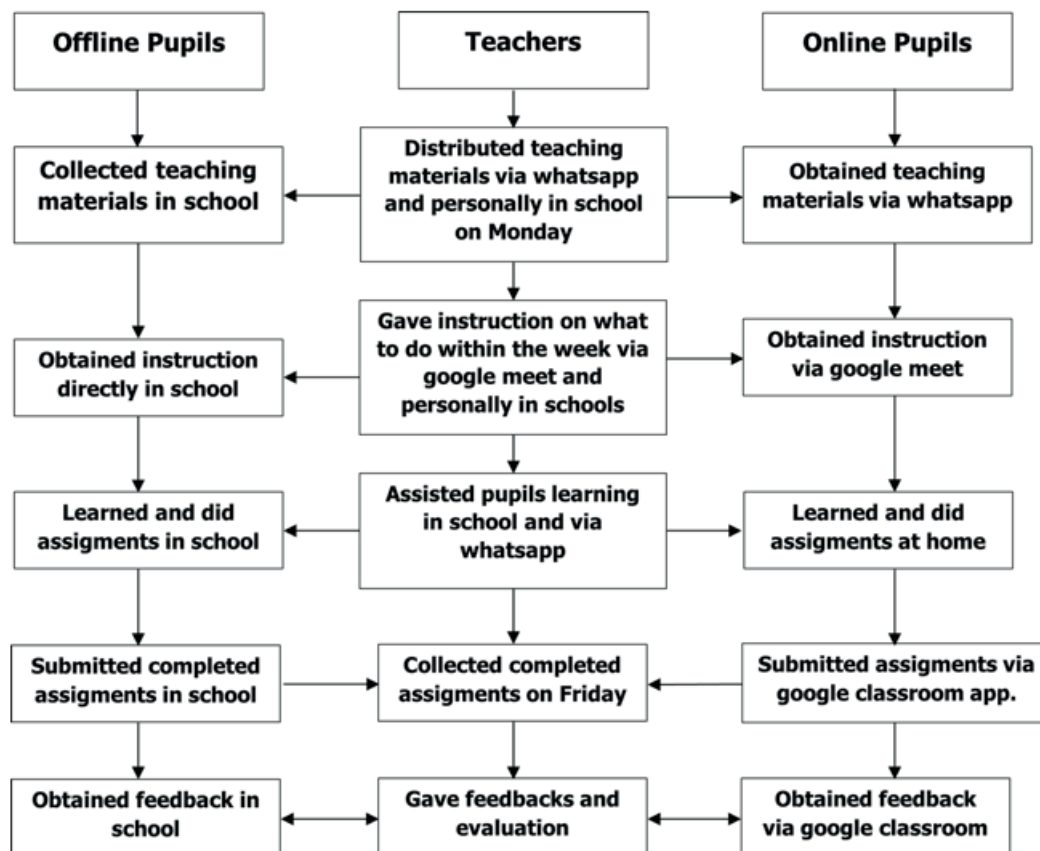 Offline Pupils
Teachers
Online Pupils
Collected teaching
materials in school
Distributed teaching
materials via whatsapp
and personally in school
on Monday
Obtained teaching
materials via whatsapp
Obtained instruction
directly in school
Gave instruction on what
to do within the week via
google meet and
personally in schools
Obtained instruction
via google meet
Learned and did
assigments in school
Assisted pupils learning
in school and via
whatsapp
Learned and did
assigments at home
Submitted completed
assigments in school
Collected completed
assigments on Friday
Submitted assigments via
google classroom app.
Obtained feedback in
school
Gave feedbacks and
evaluation
Obtained feedback
via google classroom